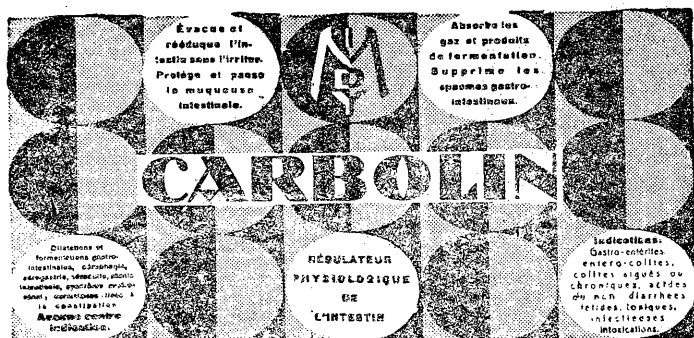 Évacue et
rééduque l'in-
testin sans l'irriter.
Protège et panse
la muqueuse
intestinale.
Absorbe les
gaz et produits
de fermentation.
Supprime les
spasmes gastro-
intestinaux.
CARBOLIN
Dilatations et
fermentations gastro-
intestinales, aérophagie,
à
la constipation
Aucune contre
indication.
RÉGULATEUR
PHYSIOLOGIQUE
DE
L'INTESTIN
Indications:
Gastro-entérites
entéro-colites,
colites aiguës ou
chroniques, acides
ou non diarrhées
fétides, toxiques,
infectieuses
intoxications.